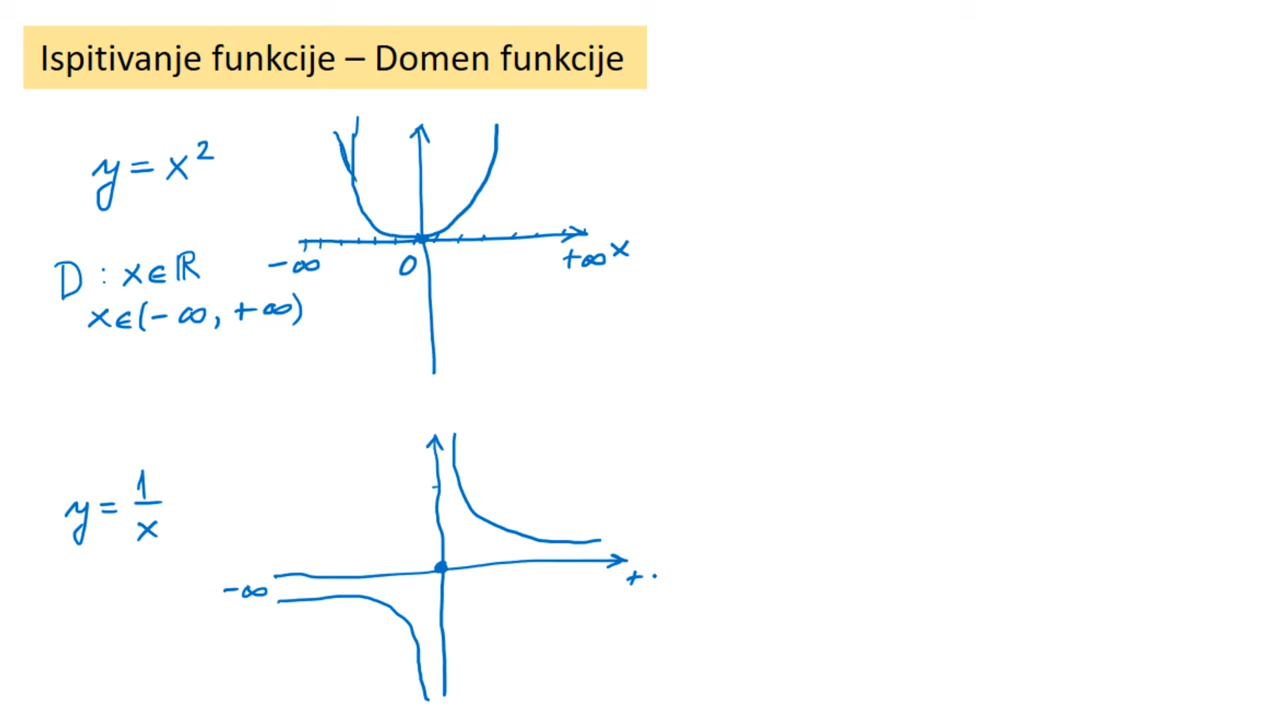 Ispitivanje funkcije – Domen funkcije
y = x²
D : x ∈ ℝ
x ∈ (- ∞, + ∞)
- ∞
0
+∞ x
y = 1/x
-∞
+ .